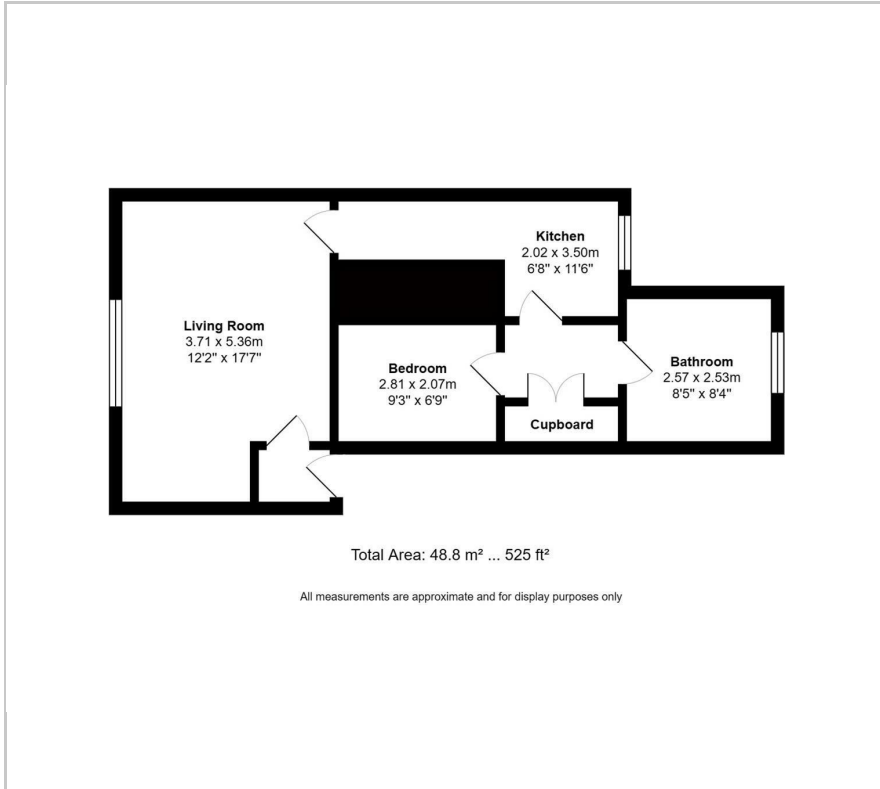 Kitchen
2.02 x 3.50m
6'8" x 11'6"
Living Room
3.71 x 5.36m
12'2" x 17'7"
Bedroom
2.81 x 2.07m
9'3" x 6'9"
Bathroom
2.57 x 2.53m
8'5" x 8'4"
Cupboard
Total Area: 48.8 m² ... 525 ft²
All measurements are approximate and for display purposes only